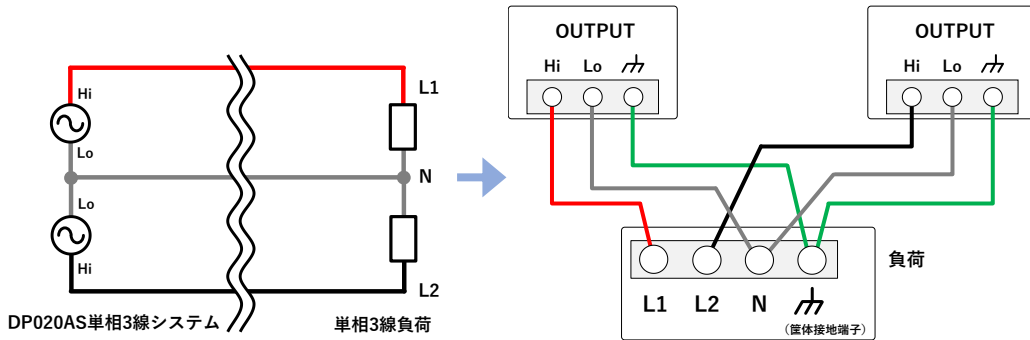 Hi
Lo
Lo
Hi
L1
N
L2
DP020AS単相3線システム
単相3線負荷
OUTPUT
Hi Lo
OUTPUT
Hi Lo
負荷
L1 L2 N
(筐体接地端子)